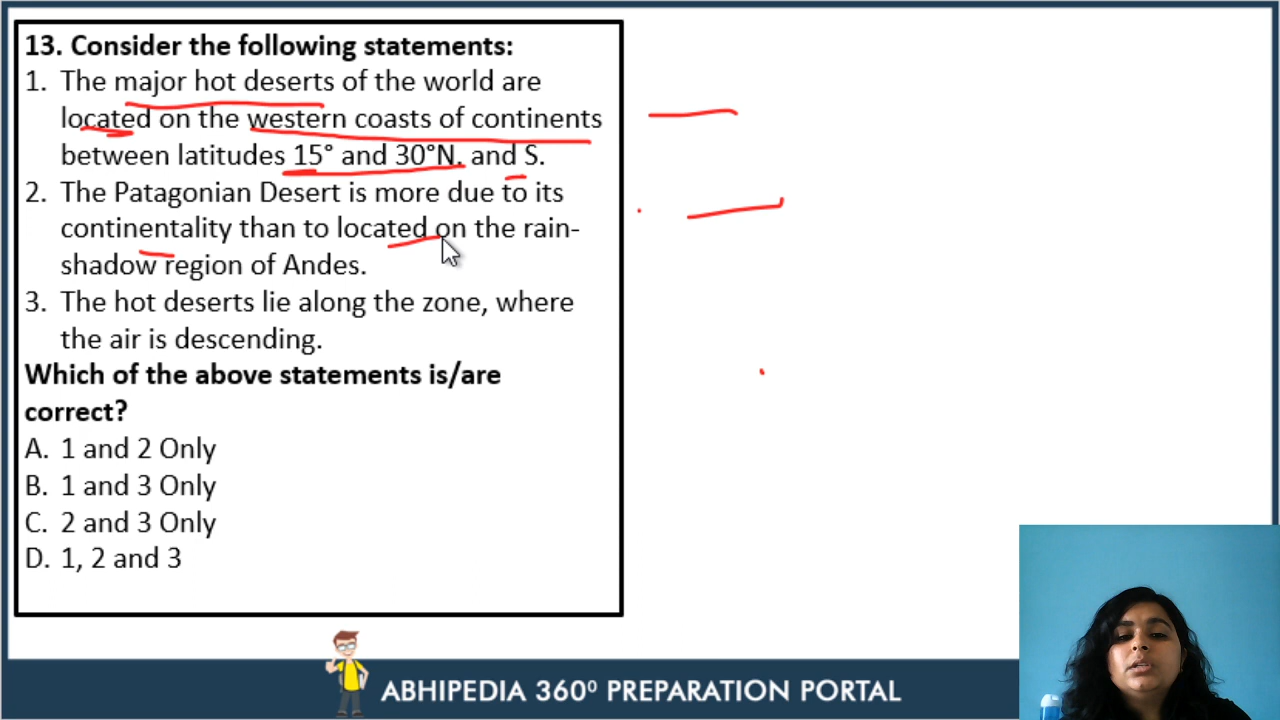 13. Consider the following statements:
1. The major hot deserts of the world are
located on the western coasts of continents
between latitudes 15° and 30°N. and S.
2. The Patagonian Desert is more due to its
continentality than to located on the rain-
shadow region of Andes.
3. The hot deserts lie along the zone, where
the air is descending.
Which of the above statements is/are
correct?
A. 1 and 2 Only
B. 1 and 3 Only
C. 2 and 3 Only
D. 1, 2 and 3
ABHIPEDIA 360⁰ PREPARATION PORTAL